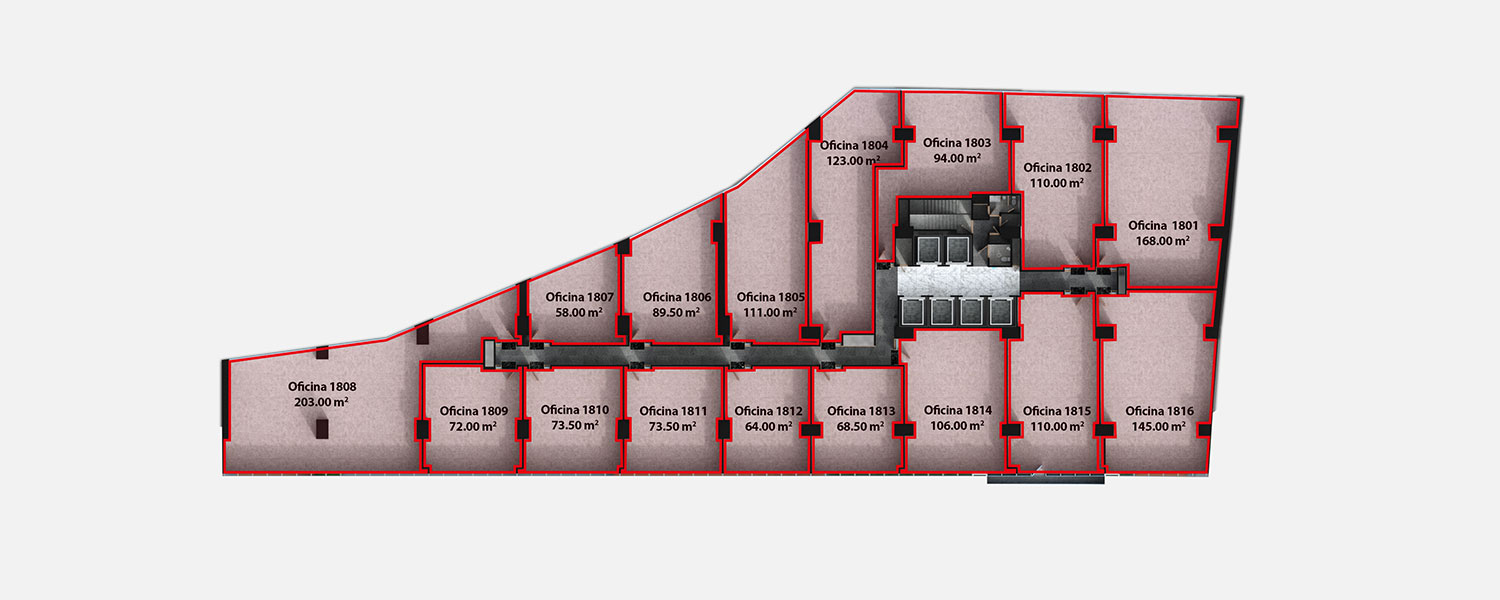 Oficina 1804
123.00 m²
Oficina 1803
94.00 m²
Oficina 1802
110.00 m²
Oficina 1801
168.00 m²
Oficina 1807
58.00 m²
Oficina 1806
89.50 m²
Oficina 1805
111.00 m²
Oficina 1808
203.00 m²
Oficina 1809
72.00 m²
Oficina 1810
73.50 m²
Oficina 1811
73.50 m²
Oficina 1812
64.00 m²
Oficina 1813
68.50 m²
Oficina 1814
106.00 m²
Oficina 1815
110.00 m²
Oficina 1816
145.00 m²